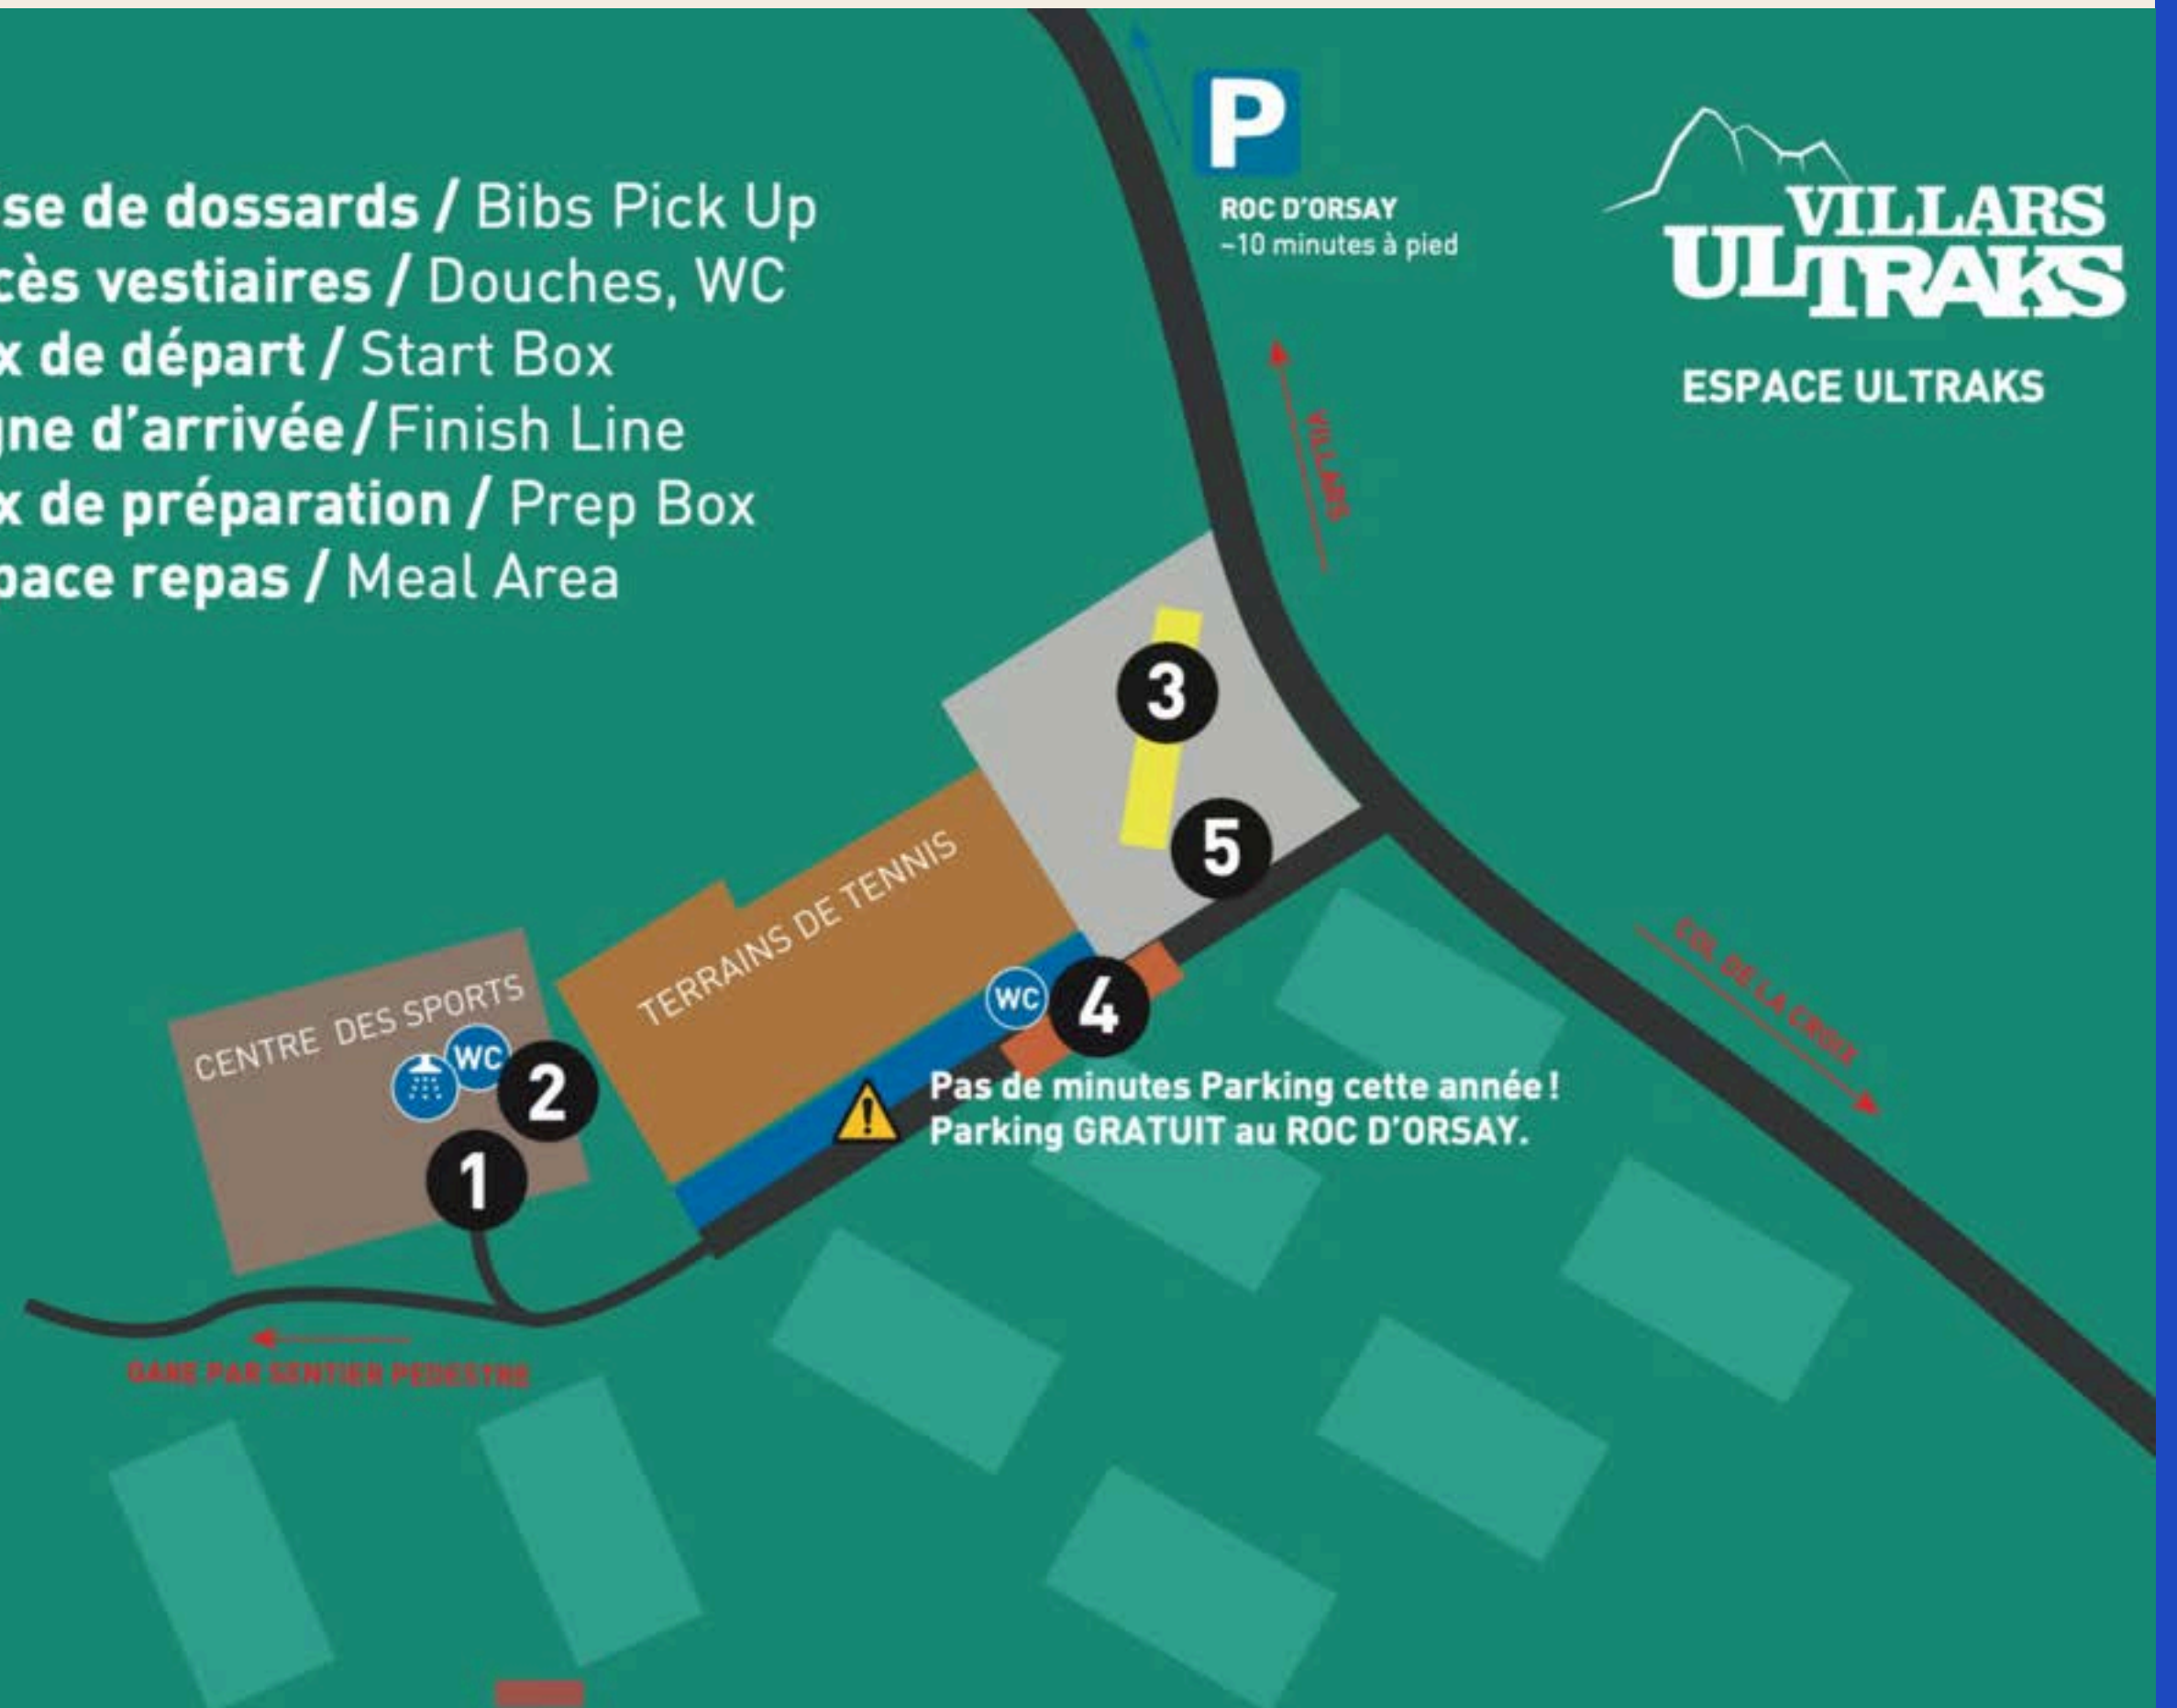 se de dossards / Bibs Pick Up
cès vestiaires / Douches, WC
x de départ / Start Box
gne d'arrivée / Finish Line
x de préparation / Prep Box
pace repas / Meal Area
P
ROC D'ORSAY
~10 minutes à pied
VILLARS
ULTRAKS
ESPACE ULTRAKS
VILLARS
3
5
TERRAINS DE TENNIS
COL DE LA CROIX
CENTRE DES SPORTS
WC
4
WC
2
1
Pas de minutes Parking cette année !
Parking GRATUIT au ROC D'ORSAY.
PAR SENTIER PEDESTRE